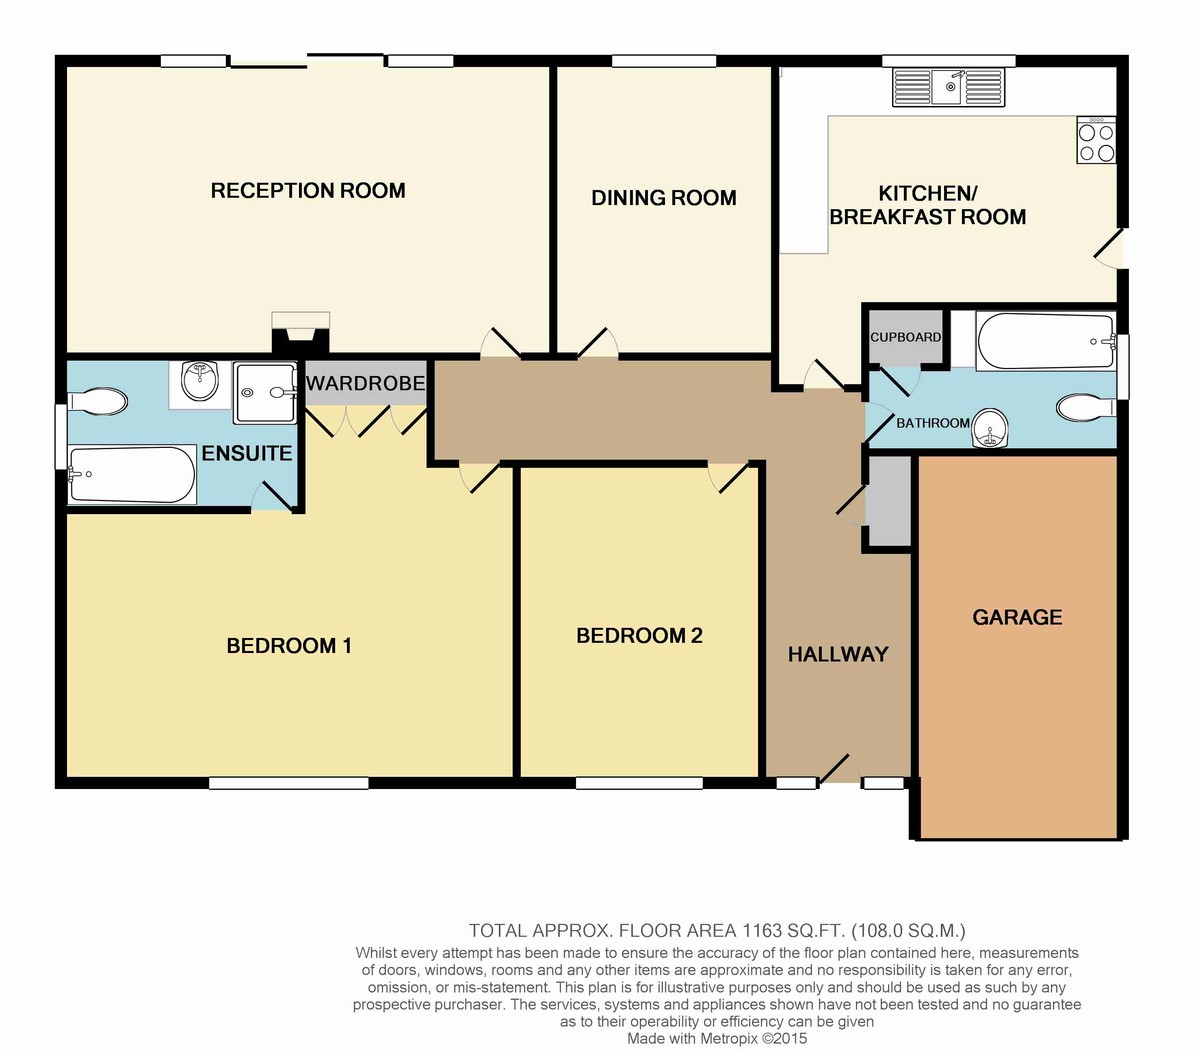 RECEPTION ROOM
DINING ROOM
KITCHEN/
BREAKFAST ROOM
CUPBOARD
WARDROBE
BATHROOM
ENSUITE
GARAGE
BEDROOM 1
BEDROOM 2
HALLWAY
TOTAL APPROX. FLOOR AREA 1163 SQ.FT. (108.0 SQ.M.)
Whilst every attempt has been made to ensure the accuracy of the floor plan contained here, measurements
of doors, windows, rooms and any other items are approximate and no responsibility is taken for any error,
omission, or mis-statement. This plan is for illustrative purposes only and should be used as such by any
prospective purchaser. The services, systems and appliances shown have not been tested and no guarantee
as to their operability or efficiency can be given
Made with Metropix ©2015